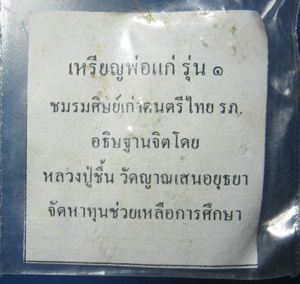 เหรียญพ่อแก่ รุ่น ๑
ชมรมศิษย์เก่าดนตรีไทย รภ.
อธิษฐานจิตโดย
หลวงปู่ชื้น วัดญาณเสนอยุธยา
จัดหาทุนช่วยเหลือการศึกษา